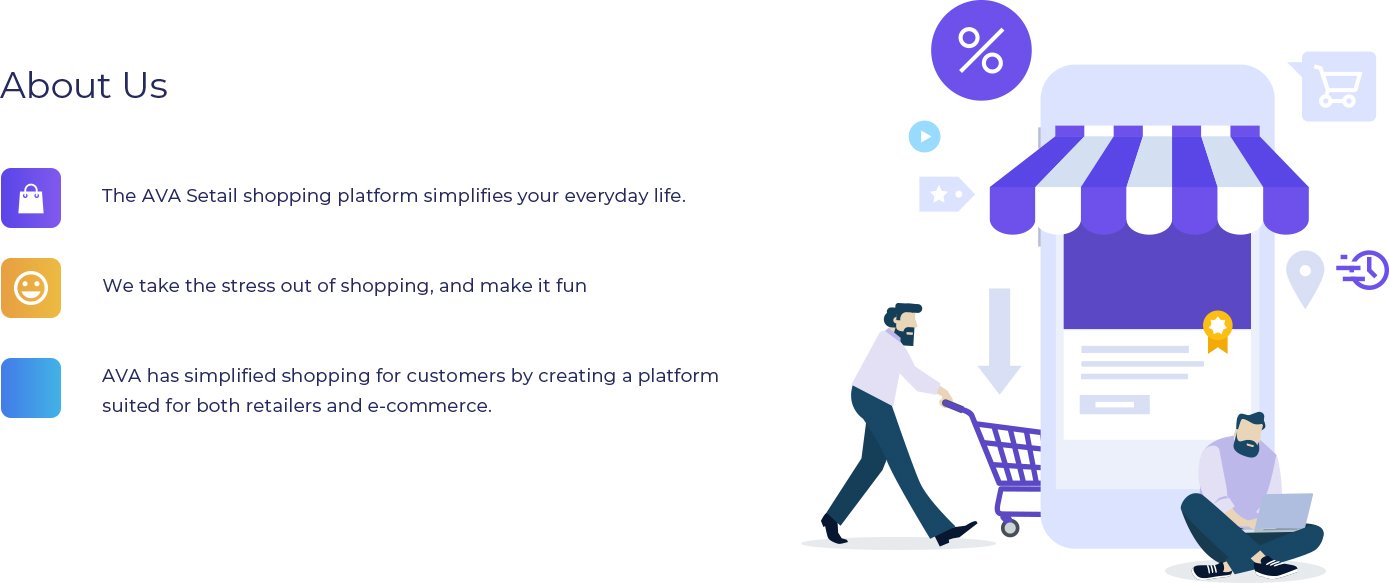 About Us
The AVA Setail shopping platform simplifies your everyday life.
We take the stress out of shopping, and make it fun
AVA has simplified shopping for customers by creating a platform
suited for both retailers and e-commerce.